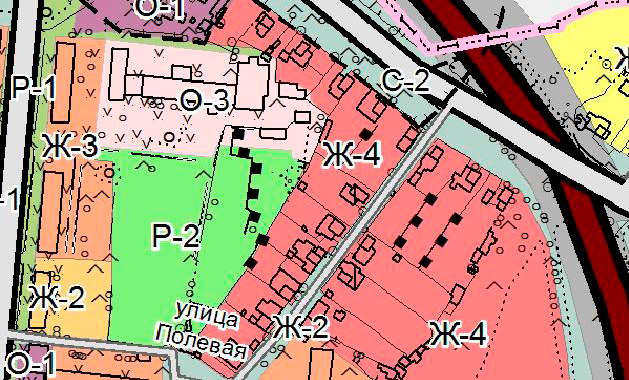 О-1
С-2
Р-1
О-3
Ж-3
Ж-4
-1
Р-2
Ж-2
улица
Полевая
Ж-2
Ж-4
О-1